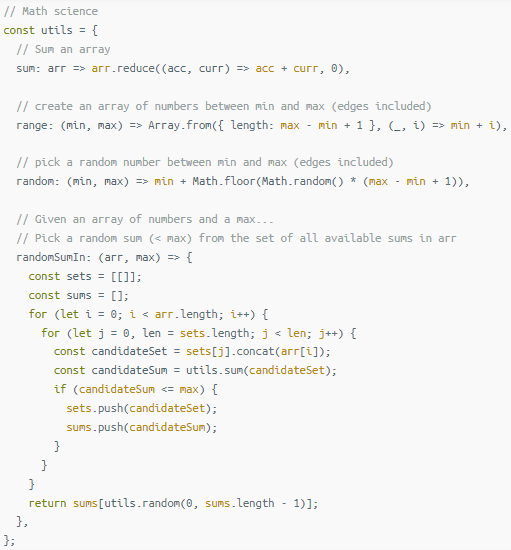 // Math science
const utils = {
  // Sum an array
  sum: arr => arr.reduce((acc, curr) => acc + curr, 0),

  // create an array of numbers between min and max (edges included)
  range: (min, max) => Array.from({ length: max - min + 1 }, (_, i) => min + i),

  // pick a random number between min and max (edges included)
  random: (min, max) => min + Math.floor(Math.random() * (max - min + 1)),

  // Given an array of numbers and a max...
  // Pick a random sum (< max) from the set of all available sums in arr
  randomSumIn: (arr, max) => {
    const sets = [[]];
    const sums = [];
    for (let i = 0; i < arr.length; i++) {
      for (let j = 0, len = sets.length; j < len; j++) {
        const candidateSet = sets[j].concat(arr[i]);
        const candidateSum = utils.sum(candidateSet);
        if (candidateSum <= max) {
          sets.push(candidateSet);
          sums.push(candidateSum);
        }
      }
    }
    return sums[utils.random(0, sums.length - 1)];
  },
};